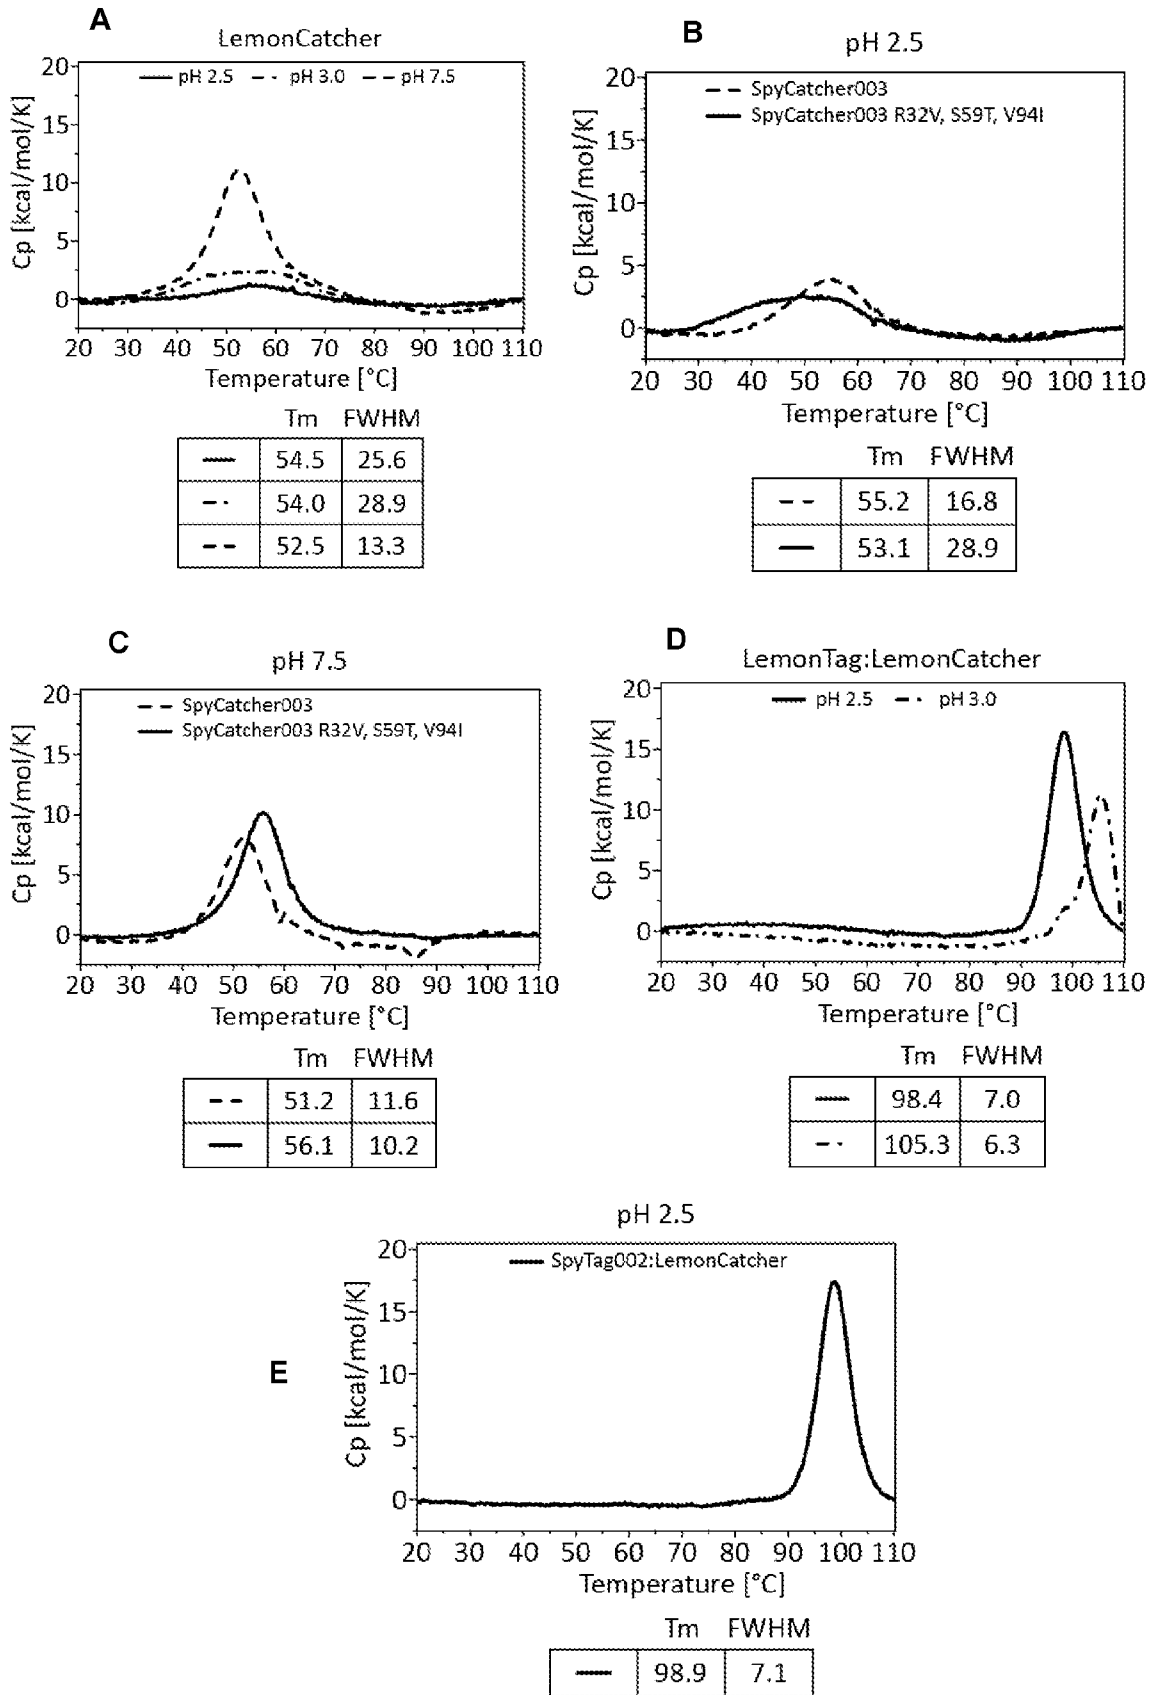 A
LemonCatcher
pH 2.5 pH 3.0 pH 7.5
20
15
10
5
0
Cp [kcal/mol/K]
20 30 40 50 60 70 80 90 100 110
Temperature [°C]
Tm FWHM
54.5 25.6
54.0 28.9
52.5 13.3
B
pH 2.5
SpyCatcher003
SpyCatcher003 R32V, S59T, V94I
20
15
10
5
0
Cp [kcal/mol/K]
20 30 40 50 60 70 80 90 100 110
Temperature [°C]
Tm FWHM
55.2 16.8
53.1 28.9
C
pH 7.5
SpyCatcher003
SpyCatcher003 R32V, S59T, V94I
20
15
10
5
0
Cp [kcal/mol/K]
20 30 40 50 60 70 80 90 100 110
Temperature [°C]
Tm FWHM
51.2 11.6
56.1 10.2
D
LemonTag:LemonCatcher
pH 2.5 pH 3.0
20
15
10
5
0
Cp [kcal/mol/K]
20 30 40 50 60 70 80 90 100 110
Temperature [°C]
Tm FWHM
98.4 7.0
105.3 6.3
E
pH 2.5
SpyTag002:LemonCatcher
20
15
10
5
0
Cp [kcal/mol/K]
20 30 40 50 60 70 80 90 100 110
Temperature [°C]
Tm FWHM
98.9 7.1